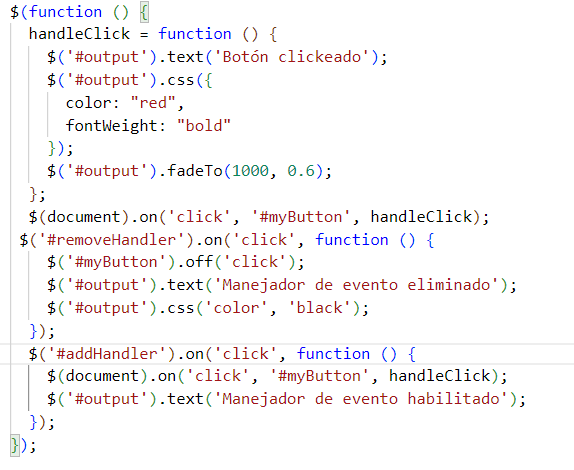 $(function () {
  handleClick = function () {
    $('#output').text('Botón clickeado');
    $('#output').css({
      color: "red",
      fontWeight: "bold"
    });
    $('#output').fadeTo(1000, 0.6);
  };
  $(document).on('click', '#myButton', handleClick);
 $('#removeHandler').on('click', function () {
    $('#myButton').off('click');
    $('#output').text('Manejador de evento eliminado');
    $('#output').css('color', 'black');
  });
  $('#addHandler').on('click', function () {
    $(document).on('click', '#myButton', handleClick);
    $('#output').text('Manejador de evento habilitado');
  });
});